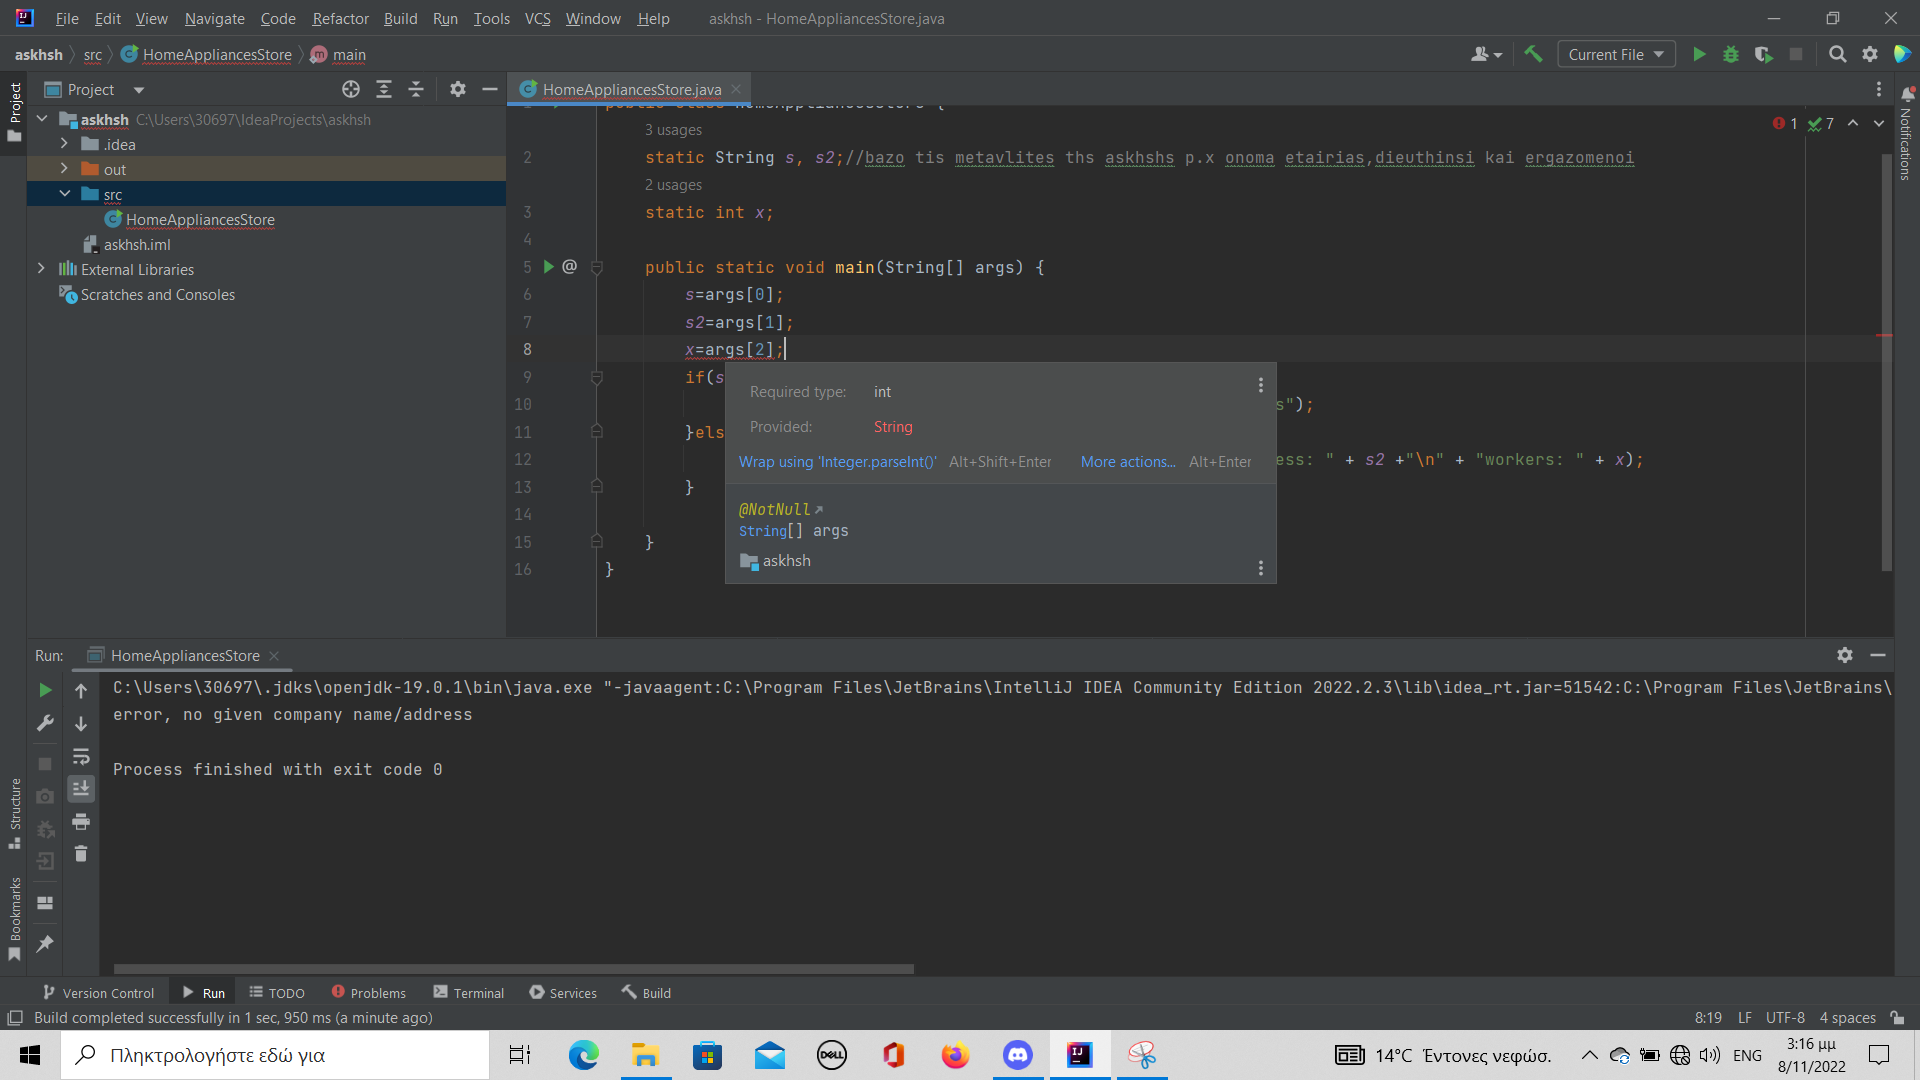 File Edit View Navigate Code Refactor Build Run Tools VCS Window Help askhsh - HomeAppliancesStore.java
askhsh src HomeAppliancesStore main
Current File
Project
HomeAppliancesStore.java
askhsh C:\Users\30697\IdeaProjects\askhsh
.idea
out
src
HomeAppliancesStore
askhsh.iml
External Libraries
Scratches and Consoles
Project
Structure
Bookmarks
Notifications
1 7
3 usages
2 static String s, s2;//bazo tis metavlites ths askhshs p.x onoma etairias,dieuthinsi kai ergazomenoi
2 usages
3 static int x;
4
5 @ public static void main(String[] args) {
6 s=args[0];
7 s2=args[1];
8 x=args[2];
9 if(s
10 s");
11 }els
12 ess: " + s2 +"\n" + "workers: " + x);
13 }
14
15 }
16 }
Required type: int
Provided: String
Wrap using 'Integer.parseInt()' Alt+Shift+Enter More actions... Alt+Enter
@NotNull
String[] args
askhsh
Run: HomeAppliancesStore
C:\Users\30697\.jdks\openjdk-19.0.1\bin\java.exe "-javaagent:C:\Program Files\JetBrains\IntelliJ IDEA Community Edition 2022.2.3\lib\idea_rt.jar=51542:C:\Program Files\JetBrains\
error, no given company name/address
Process finished with exit code 0
Version Control Run TODO Problems Terminal Services Build
Build completed successfully in 1 sec, 950 ms (a minute ago) 8:19 LF UTF-8 4 spaces
Πληκτρολογήστε εδώ για
DELL
IJ
14°C Έντονες νεφώσ. ENG
3:16 μμ
8/11/2022